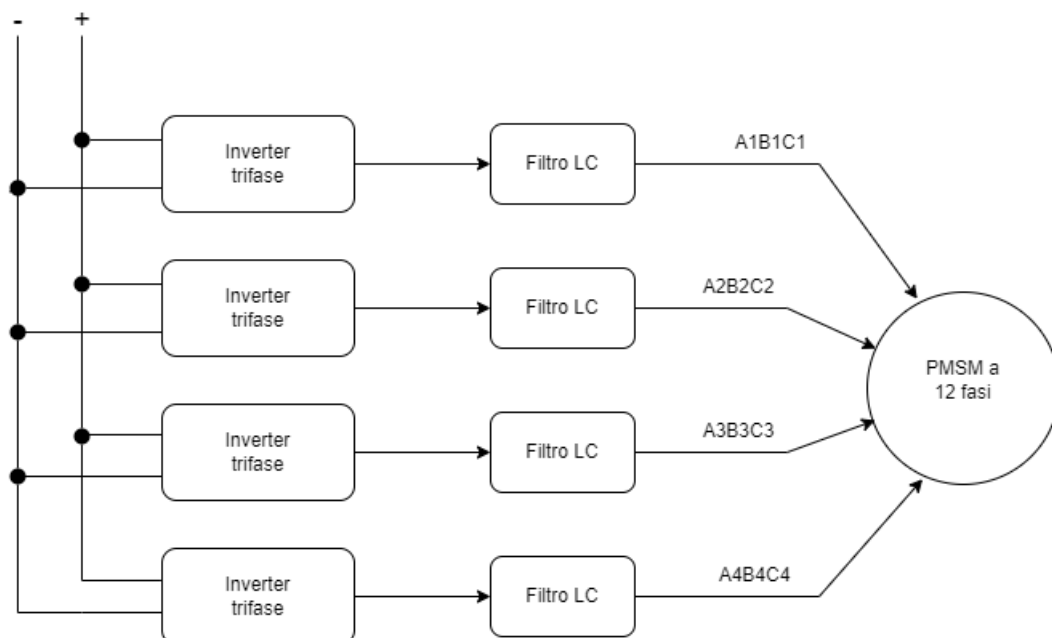 - +
Inverter
trifase
Filtro LC
A1B1C1
Inverter
trifase
Filtro LC
A2B2C2
PMSM a
12 fasi
Inverter
trifase
Filtro LC
A3B3C3
Inverter
trifase
Filtro LC
A4B4C4